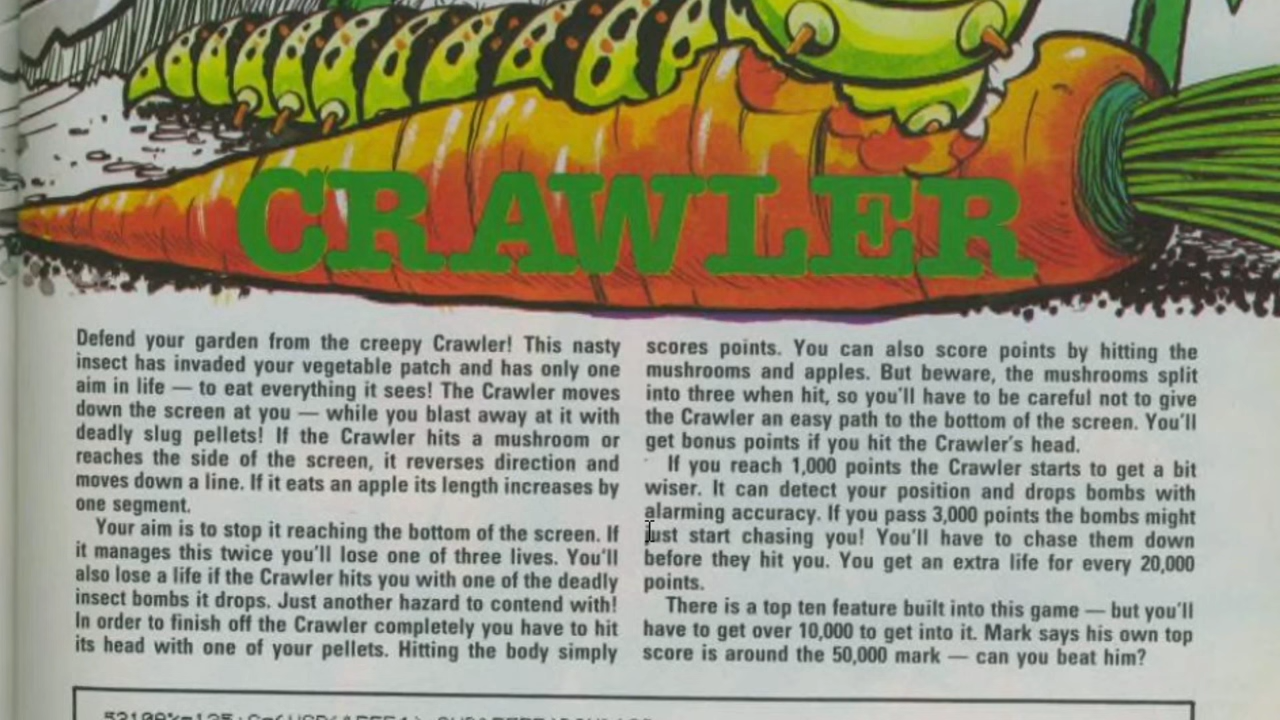 CRAWLER
Defend your garden from the creepy Crawler! This nasty
insect has invaded your vegetable patch and has only one
aim in life — to eat everything it sees! The Crawler moves
down the screen at you — while you blast away at it with
deadly slug pellets! If the Crawler hits a mushroom or
reaches the side of the screen, it reverses direction and
moves down a line. If it eats an apple its length increases by
one segment.
Your aim is to stop it reaching the bottom of the screen. If
it manages this twice you'll lose one of three lives. You'll
also lose a life if the Crawler hits you with one of the deadly
insect bombs it drops. Just another hazard to contend with!
In order to finish off the Crawler completely you have to hit
its head with one of your pellets. Hitting the body simply
scores points. You can also score points by hitting the
mushrooms and apples. But beware, the mushrooms split
into three when hit, so you'll have to be careful not to give
the Crawler an easy path to the bottom of the screen. You'll
get bonus points if you hit the Crawler's head.
If you reach 1,000 points the Crawler starts to get a bit
wiser. It can detect your position and drops bombs with
alarming accuracy. If you pass 3,000 points the bombs might
just start chasing you! You'll have to chase them down
before they hit you. You get an extra life for every 20,000
points.
There is a top ten feature built into this game — but you'll
have to get over 10,000 to get into it. Mark says his own top
score is around the 50,000 mark — can you beat him?